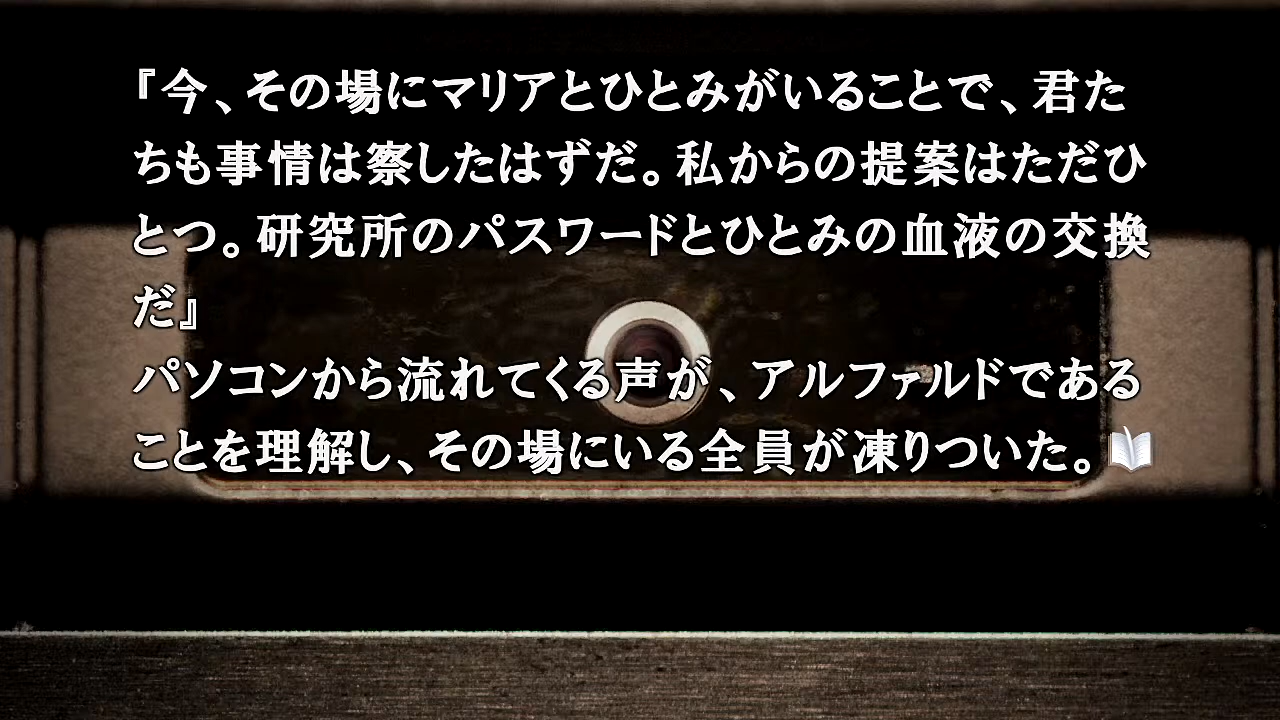 『今、その場にマリアとひとみがいることで、君た
ちも事情は察したはずだ。私からの提案はただひ
とつ。研究所のパスワードとひとみの血液の交換
だ』
パソコンから流れてくる声が、アルファルドである
ことを理解し、その場にいる全員が凍りついた。